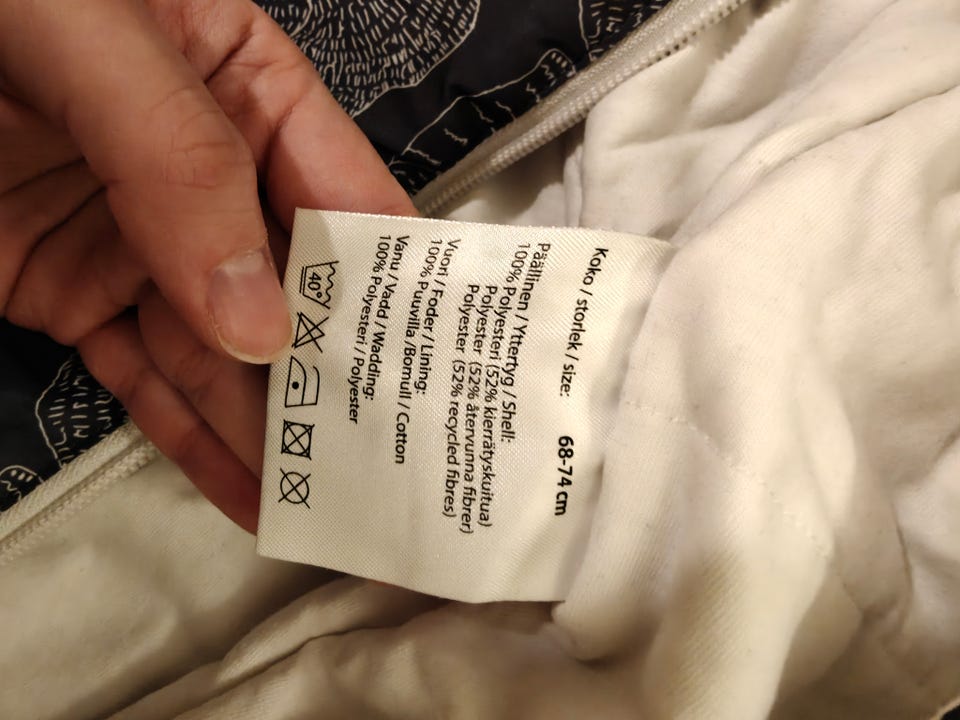 Koko / storlek / size: 68-74 cm
Päällinen / Yttertyg / Shell:
100% Polyesteri (52% kierrätyskuitua)
Polyester (52% återvunna fibrer)
Polyester (52% recycled fibres)
Vuori / Foder / Lining:
100% Puuvilla /Bomull / Cotton
Vanu / Vadd / Wadding:
100% Polyesteri / Polyester
40°